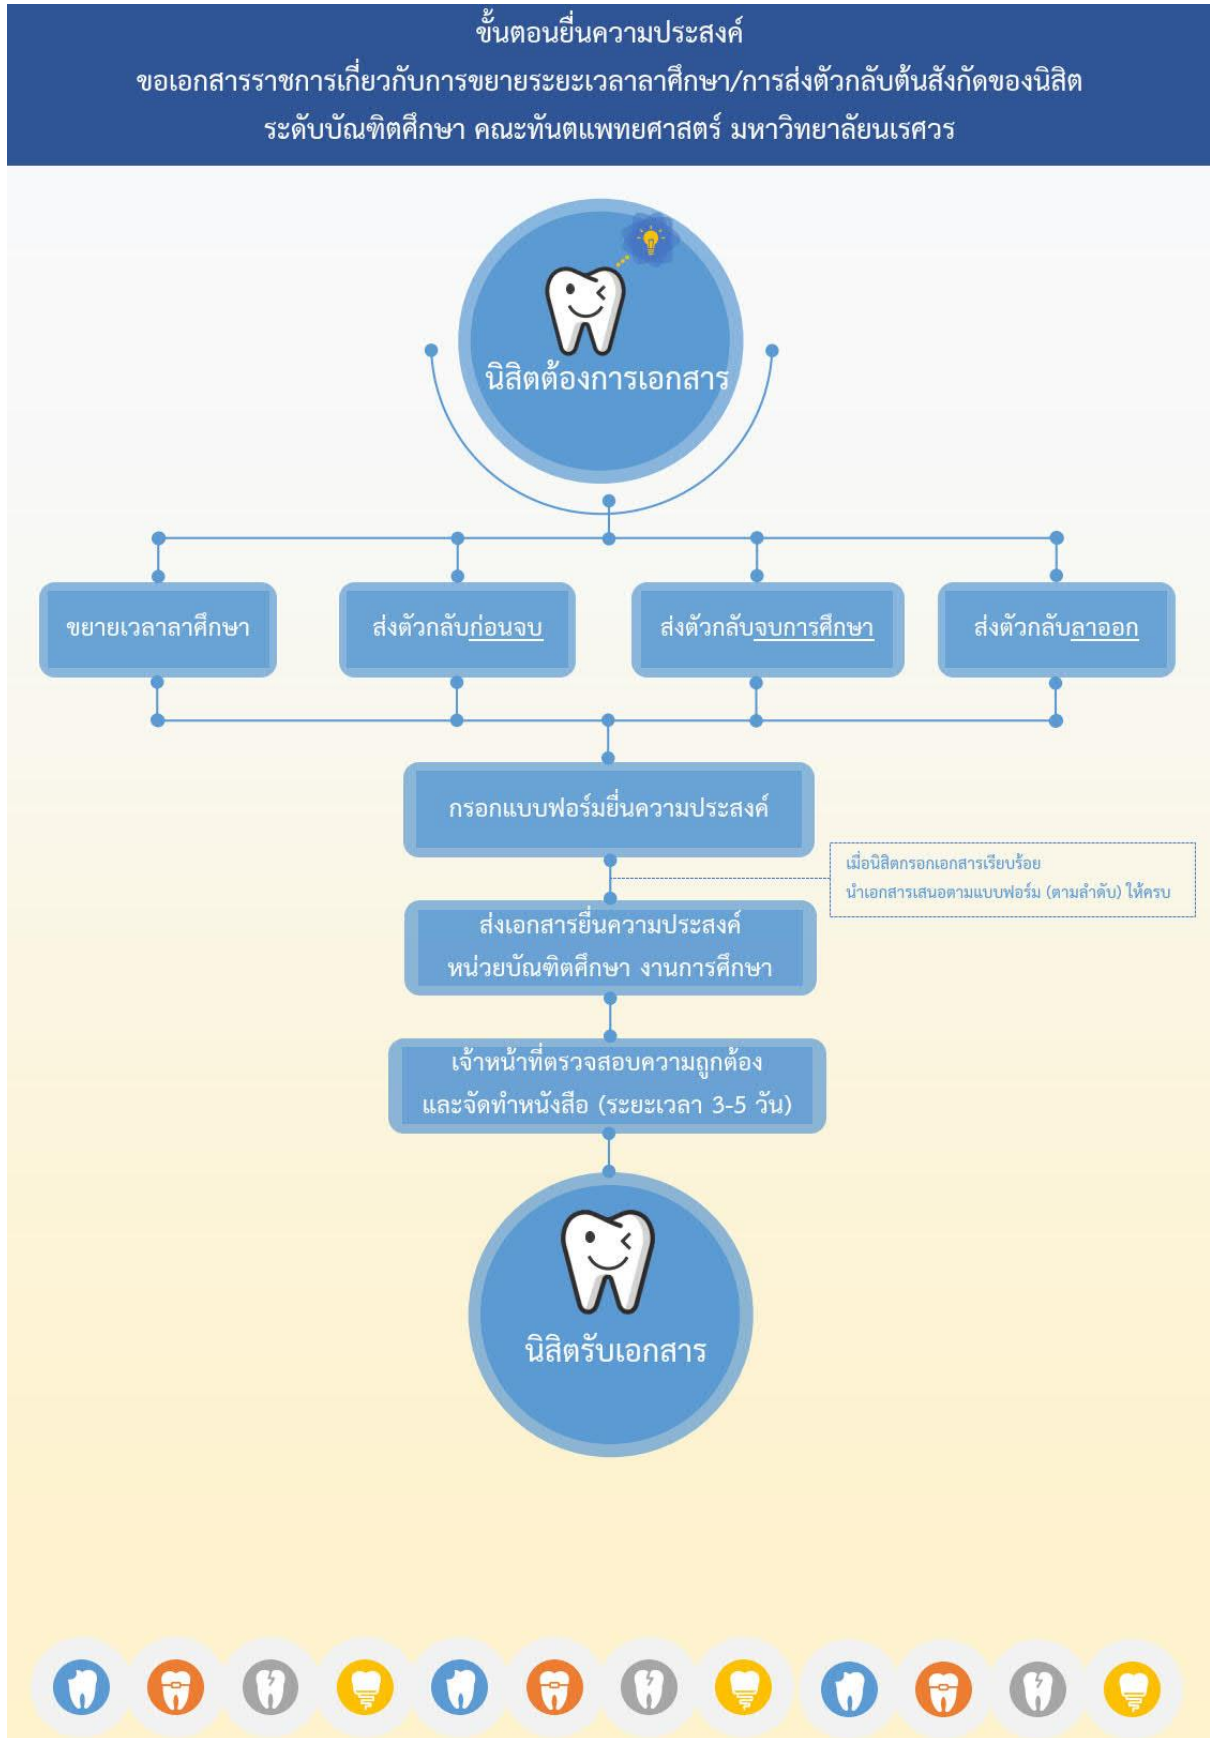 ขั้นตอนยื่นความประสงค์
ขอเอกสารราชการเกี่ยวกับการขยายระยะเวลาลาศึกษา/การส่งตัวกลับต้นสังกัดของนิสิต
ระดับบัณฑิตศึกษา คณะทันตแพทยศาสตร์ มหาวิทยาลัยนเรศวร
นิสิตต้องการเอกสาร
ขยายเวลาลาศึกษา
ส่งตัวกลับก่อนจบ
ส่งตัวกลับจบการศึกษา
ส่งตัวกลับลาออก
กรอกแบบฟอร์มยื่นความประสงค์
เมื่อนิสิตกรอกเอกสารเรียบร้อย
นำเอกสารเสนอตามแบบฟอร์ม (ตามลำดับ) ให้ครบ
ส่งเอกสารยื่นความประสงค์
หน่วยบัณฑิตศึกษา งานการศึกษา
เจ้าหน้าที่ตรวจสอบความถูกต้อง
และจัดทำหนังสือ (ระยะเวลา 3-5 วัน)
นิสิตรับเอกสาร